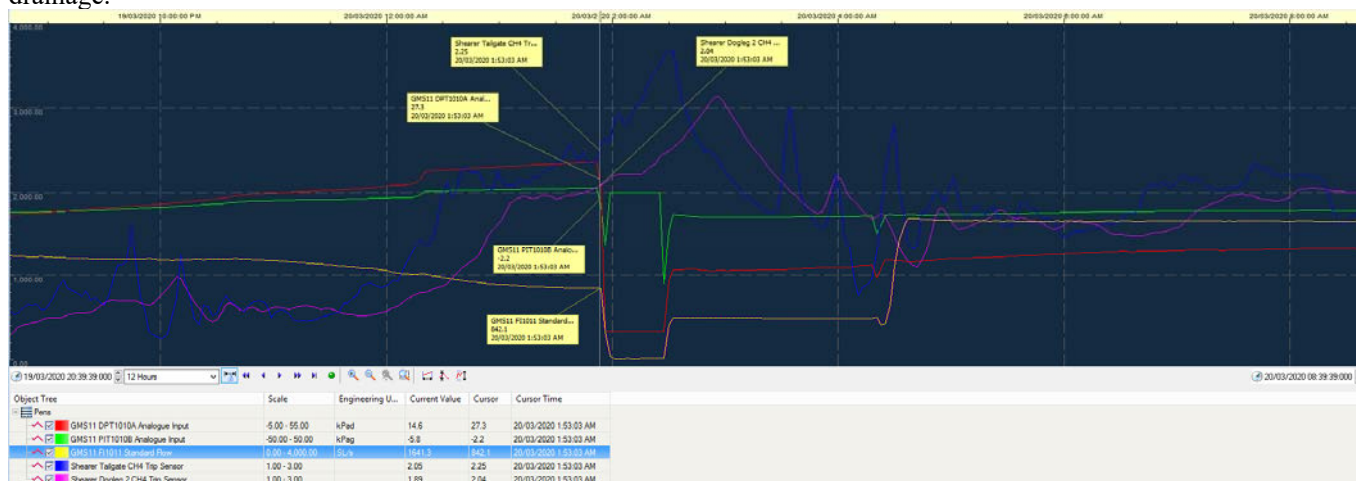 drainage.
19/03/2020 10:00:00 PM 20/03/2020 12:00:00 AM 20/03/2 2:00:00 AM 20/03/2020 4:00:00 AM 20/03/2020 6:00:00 AM 20/03/2020 8:00:00 AM
4,000.00
Shearer Tailgate CH4 Tr...
2.25
20/03/2020 1:53:03 AM
Shearer Dogleg 2 CH4 ...
2.04
20/03/2020 1:53:03 AM
GMS11 DPT1010A Anal...
27.3
20/03/2020 1:53:03 AM
3,000.00
2,000.00
GMS11 PIT1010B Analo...
-2.2
20/03/2020 1:53:03 AM
1,000.00
GMS11 FI1011 Standard...
842.1
20/03/2020 1:53:03 AM
0.00
19/03/2020 20:39:39:000 12 Hours 20/03/2020 08:39:39:000
Object Tree Scale Engineering U... Current Value Cursor Cursor Time
Pens
GMS11 DPT1010A Analogue Input -5.00 - 55.00 kPad 14.6 27.3 20/03/2020 1:53:03 AM
GMS11 PIT1010B Analogue Input -50.00 - 50.00 kPag -5.8 -2.2 20/03/2020 1:53:03 AM
GMS11 FI1011 Standard Flow 0.00 - 4,000.00 SL/s 1641.3 842.1 20/03/2020 1:53:03 AM
Shearer Tailgate CH4 Trip Sensor 1.00 - 3.00 2.05 2.25 20/03/2020 1:53:03 AM
Shearer Dogleg 2 CH4 Trip Sensor 1.00 - 3.00 1.89 2.04 20/03/2020 1:53:03 AM